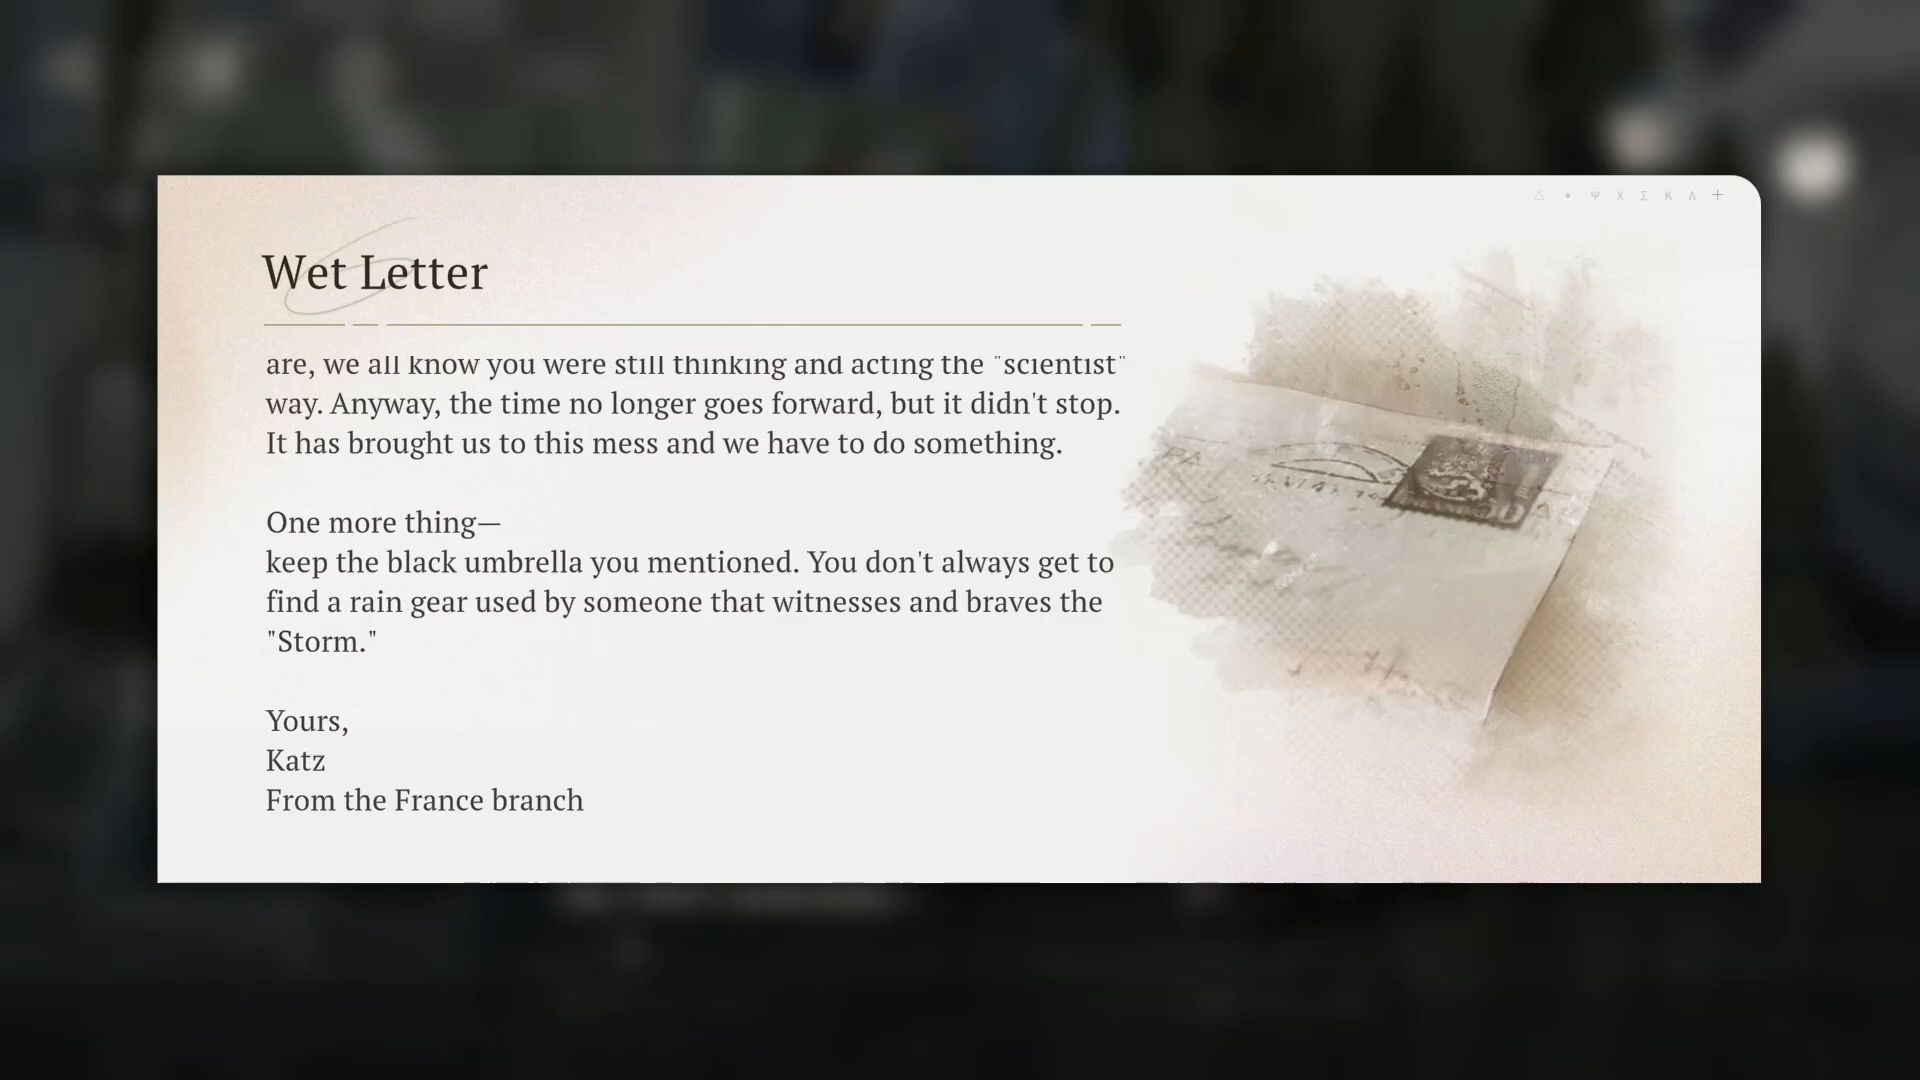 △ • Ψ X Σ K Λ +
Wet Letter
are, we all know you were still thinking and acting the "scientist"
way. Anyway, the time no longer goes forward, but it didn't stop.
It has brought us to this mess and we have to do something.
One more thing—
keep the black umbrella you mentioned. You don't always get to
find a rain gear used by someone that witnesses and braves the
"Storm."
Yours,
Katz
From the France branch